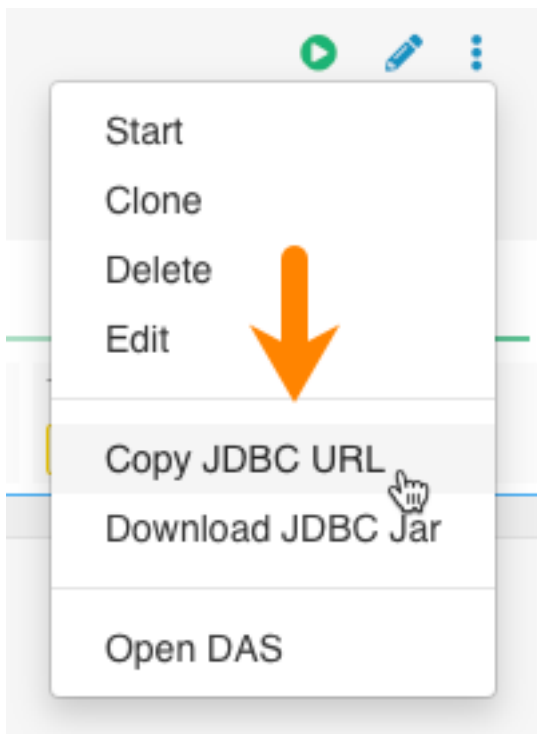 Start
Clone
Delete
Edit
Copy JDBC URL
Download JDBC Jar
Open DAS